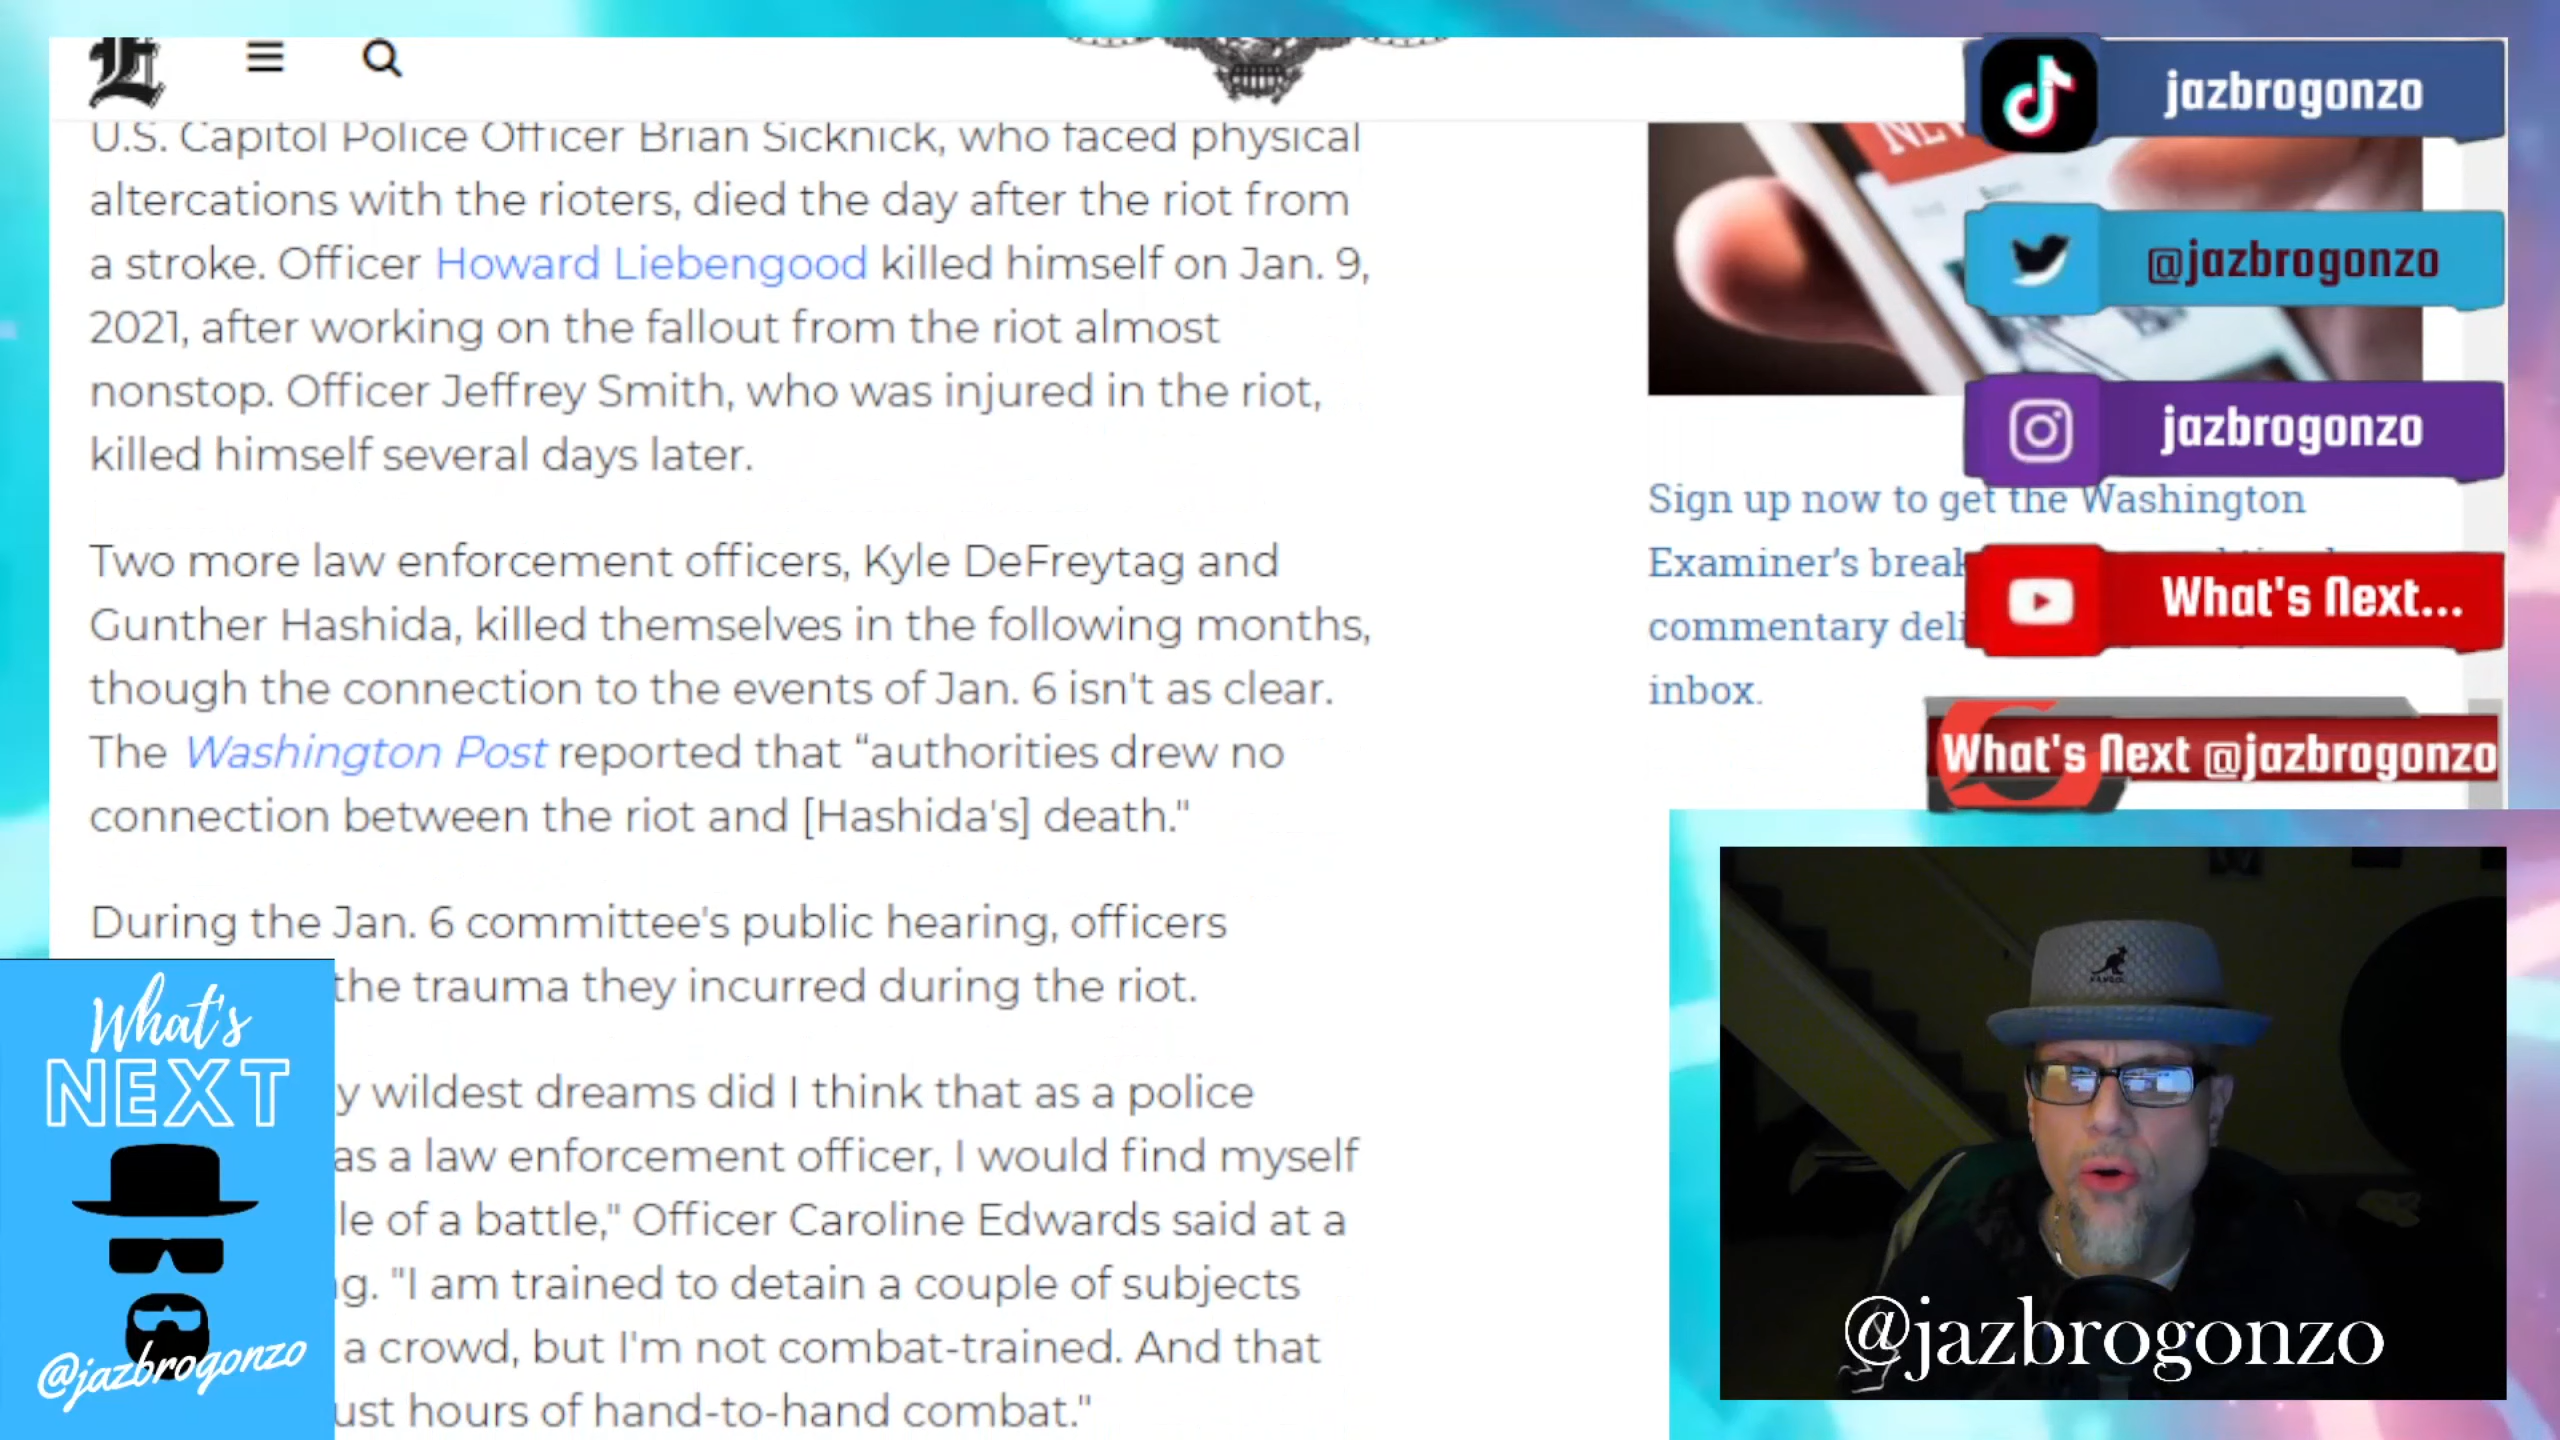 U.S. Capitol Police Officer Brian Sicknick, who faced physical
altercations with the rioters, died the day after the riot from
a stroke. Officer Howard Liebengood killed himself on Jan. 9,
2021, after working on the fallout from the riot almost
nonstop. Officer Jeffrey Smith, who was injured in the riot,
killed himself several days later.
Two more law enforcement officers, Kyle DeFreytag and
Gunther Hashida, killed themselves in the following months,
though the connection to the events of Jan. 6 isn't as clear.
The Washington Post reported that “authorities drew no
connection between the riot and [Hashida's] death."
During the Jan. 6 committee's public hearing, officers
the trauma they incurred during the riot.
y wildest dreams did I think that as a police
as a law enforcement officer, I would find myself
le of a battle," Officer Caroline Edwards said at a
g. "I am trained to detain a couple of subjects
a crowd, but I'm not combat-trained. And that
ust hours of hand-to-hand combat."
Sign up now to get the Washington
Examiner's break
commentary deli
inbox.
jazbrogonzo
@jazbrogonzo
jazbrogonzo
What's Next...
What's Next @jazbrogonzo
What's
NEXT
@jazbrogonzo
KANGOL
@jazbrogonzo